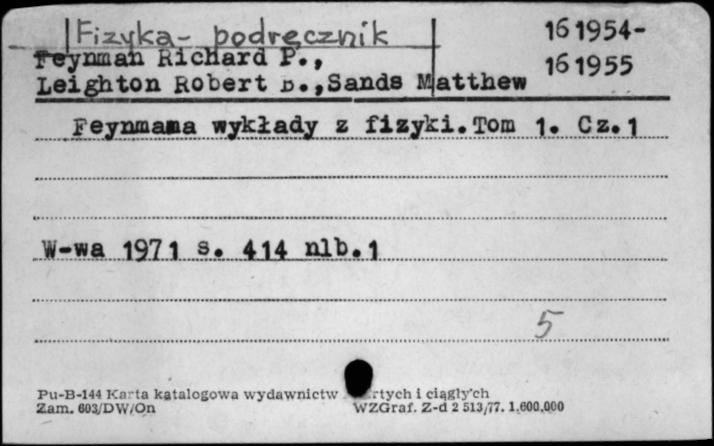 Fizyka - podręcznik
16 1954-
Feynman Richard P.,
16 1955
Leighton Robert B., Sands Matthew
Feynmana wykłady z fizyki. Tom 1. Cz. 1
W-wa 1971 s. 414 nlb. 1
5
Pu-B-144 Karta katalogowa wydawnictw rtych i ciągłych
Zam. 603/DW/On WZGraf. Z-d 2 513/77. 1.600.000